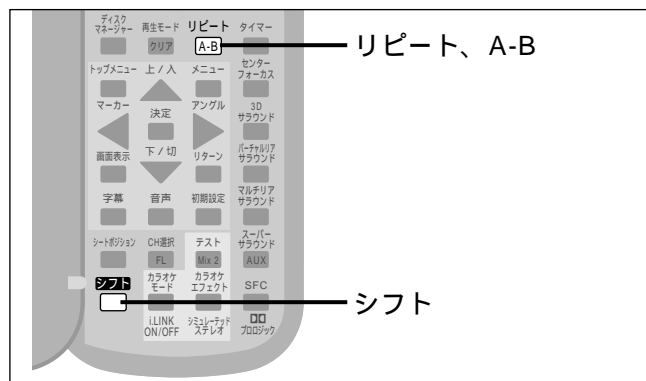 ディスク
マネージャー 再生モード リピート タイマー
クリア A-B
リピート、A-B
トップメニュー 上/入 メニュー センター
フォーカス
マーカー 決定 アングル 3D
サラウンド
画面表示 下/切 リターン バーチャルリア
サラウンド
字幕 音声 初期設定 マルチリア
サラウンド
シートポジション CH選択 テスト スーパー
サラウンド
FL Mix 2 AUX
シフト カラオケ
モード カラオケ
エフェクト SFC
シフト
i.LINK
ON/OFF シミュレーテッド
ステレオ プロロジック